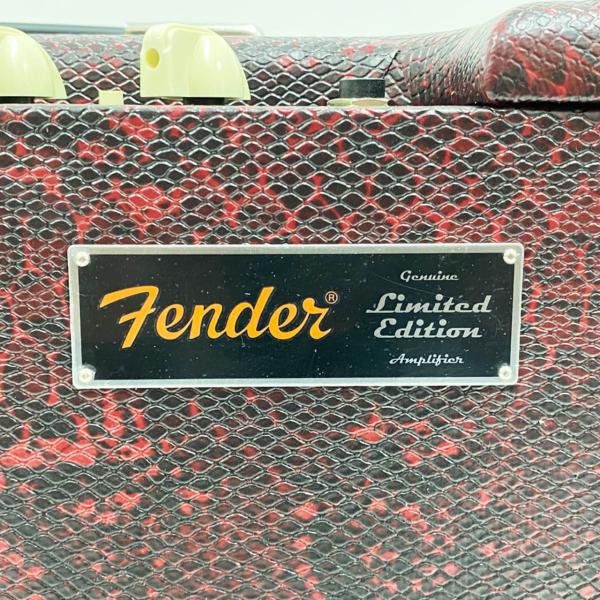 Fender®
Genuine
Limited
Edition
Amplifier